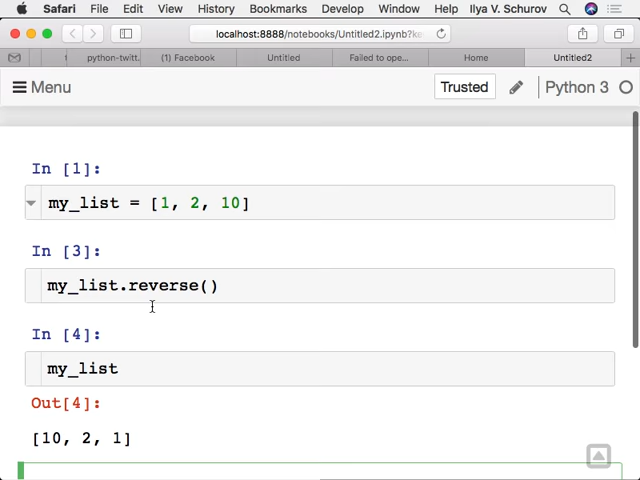 Safari File Edit View History Bookmarks Develop Window Help Ilya V. Schurov
localhost:8888/notebooks/Untitled2.ipynb?ke
python-twitt. (1) Facebook Untitled Failed to ope... Home Untitled2
Menu Trusted Python 3
In [1]:
my_list = [1, 2, 10]
In [3]:
my_list.reverse()
In [4]:
my_list
Out[4]:
[10, 2, 1]